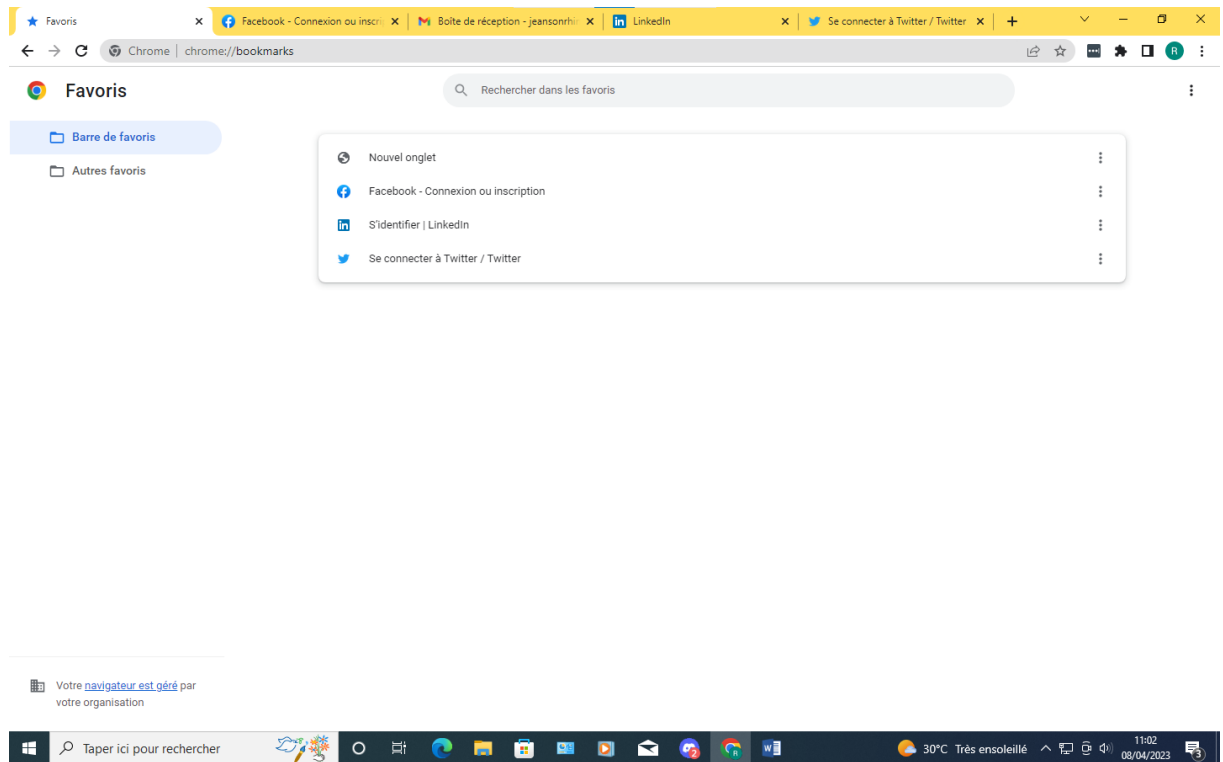 Favoris
Facebook - Connexion ou inscri
Boîte de réception - jeansonrhi
LinkedIn
Se connecter à Twitter / Twitter
Chrome | chrome://bookmarks
R
Favoris
Rechercher dans les favoris
Barre de favoris
Autres favoris
Nouvel onglet
Facebook - Connexion ou inscription
S'identifier | LinkedIn
Se connecter à Twitter / Twitter
Votre navigateur est géré par
votre organisation
Taper ici pour rechercher
30°C Très ensoleillé
11:02
08/04/2023